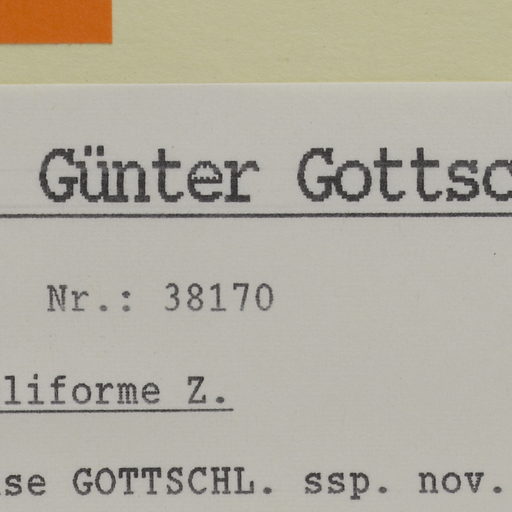 Günter Gottsc
Nr.: 38170
liforme Z.
se GOTTSCHL. ssp. nov.